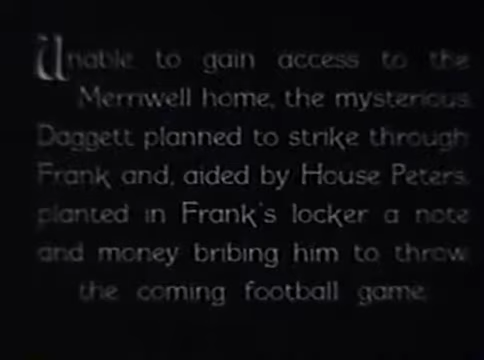 Unable to gain access to the
Merriwell home, the mysterious
Daggett planned to strike through
Frank and, aided by House Peters,
planted in Frank's locker a note
and money bribing him to throw
the coming football game.